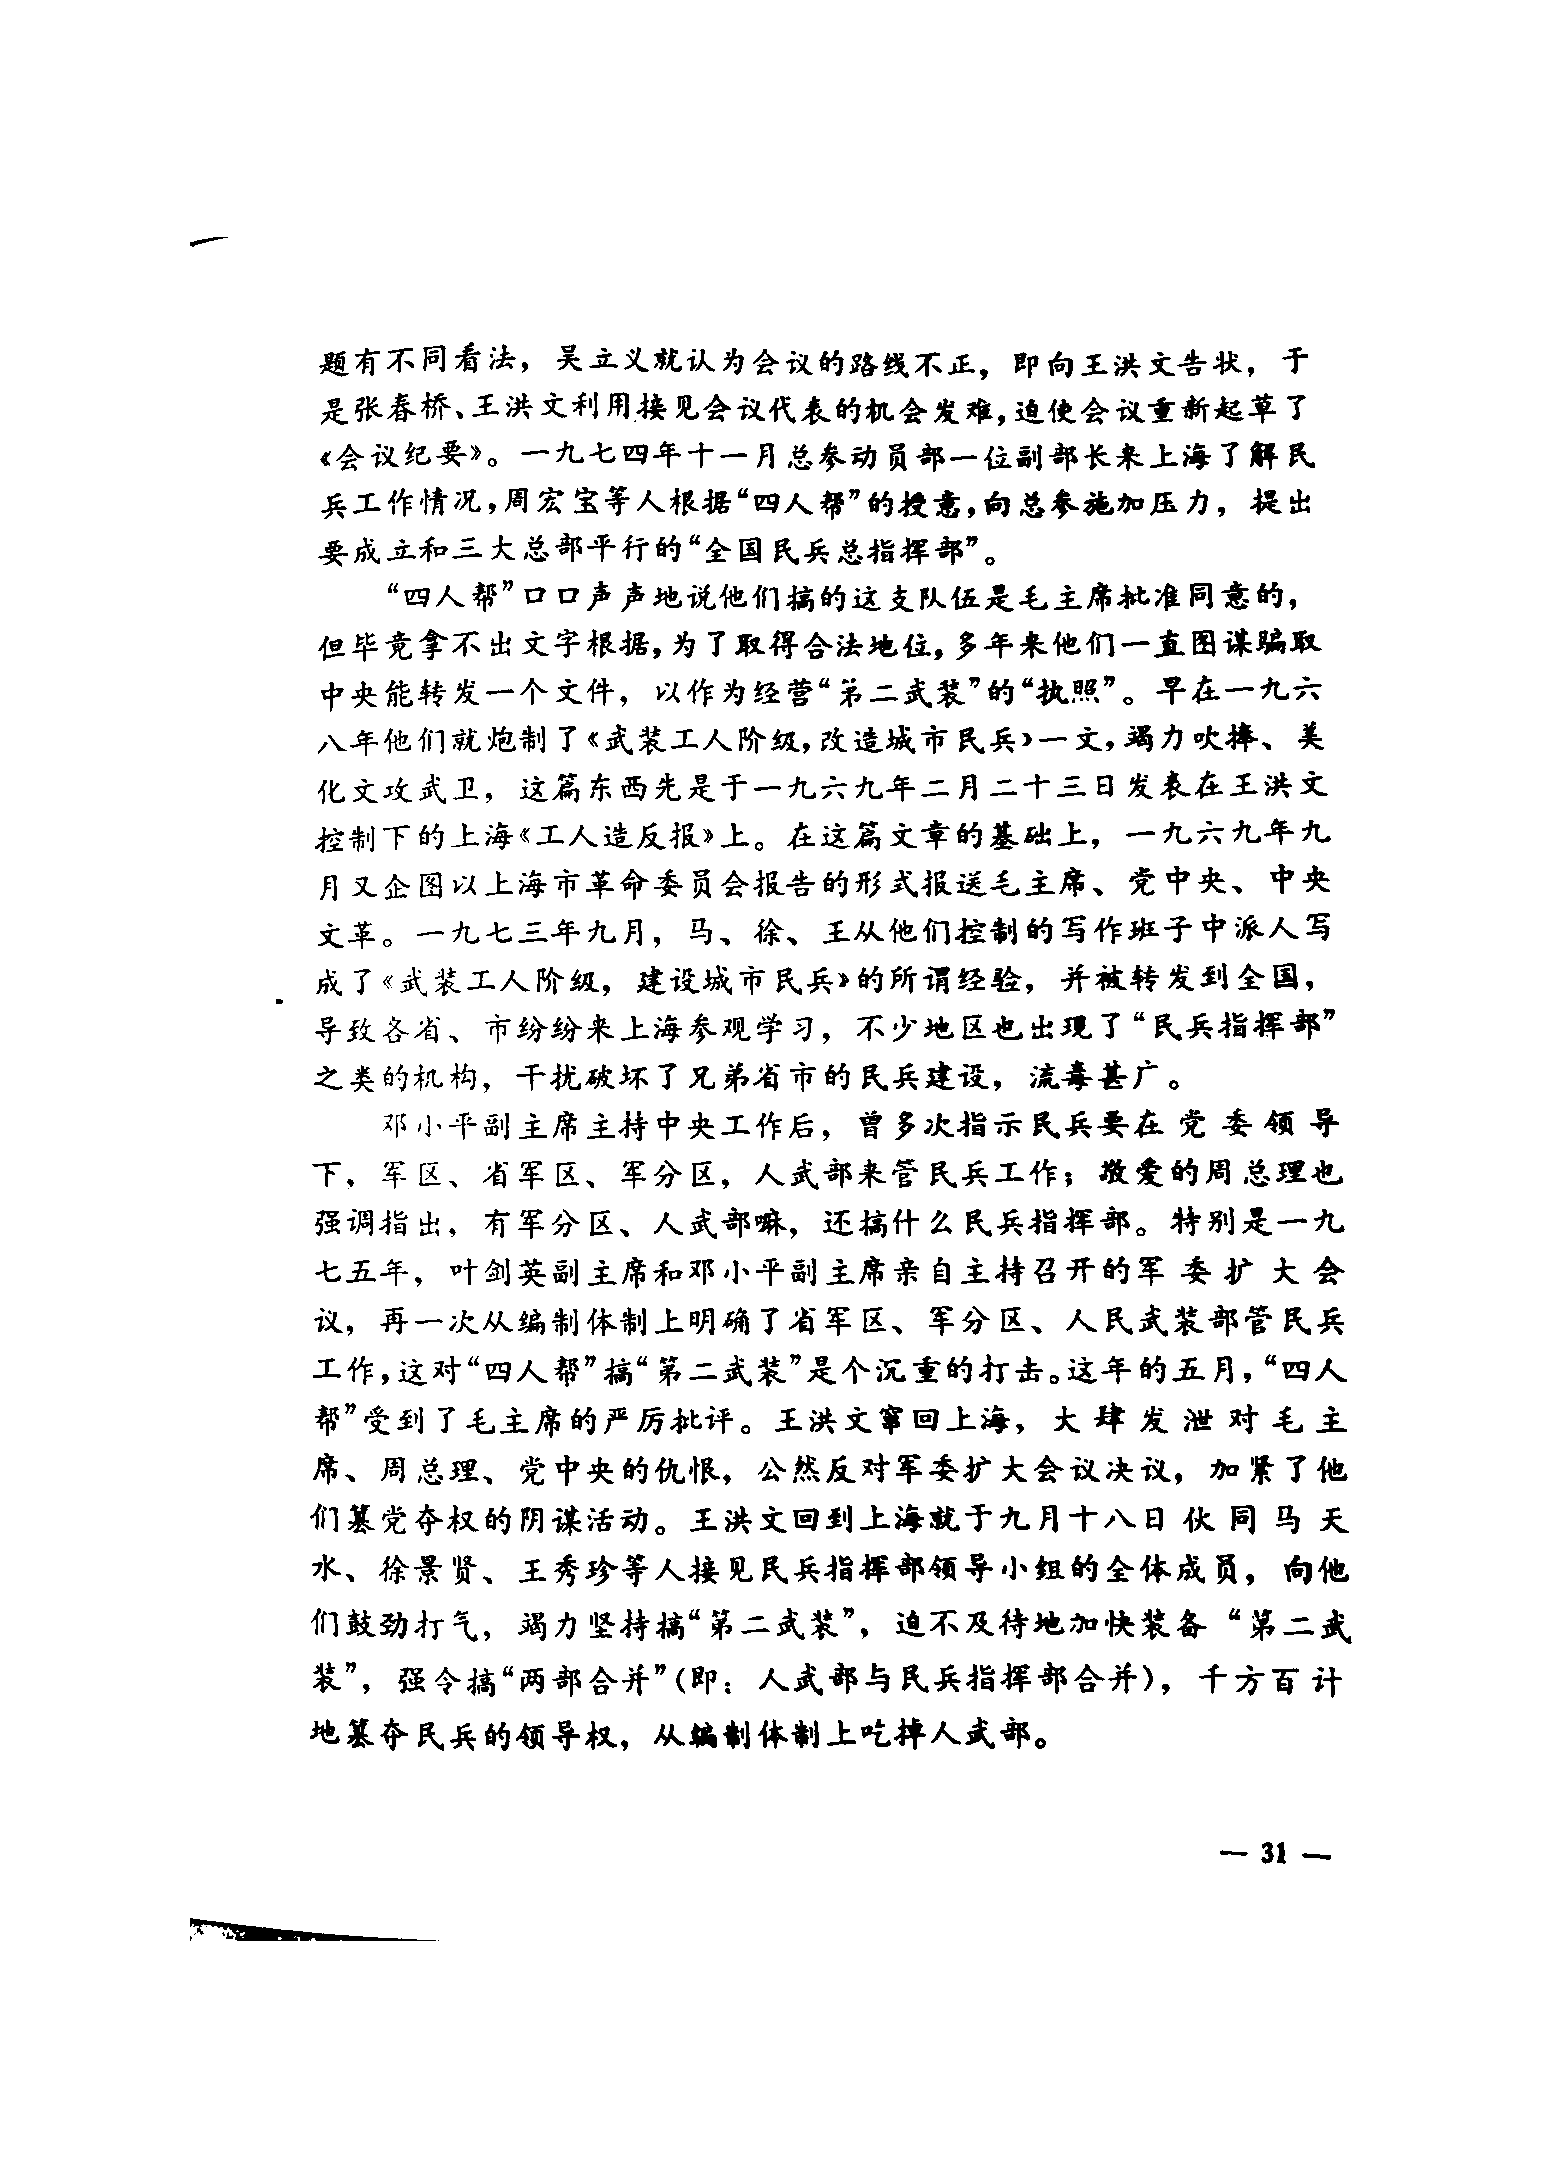 题有不同看法，吴立义就认为会议的路线不正，即向王洪文告状，于
是张春桥、王洪文利用接见会议代表的机会发难，迫使会议重新起草了
《会议纪要》。一九七四年十一月总参动员部一位副部长来上海了解民
兵工作情况，周宏宝等人根据“四人帮”的授意，向总参施加压力，提出
要成立和三大总部平行的“全国民兵总指挥部”。
“四人帮”口口声声地说他们搞的这支队伍是毛主席批准同意的，
但毕竟拿不出文字根据，为了取得合法地位，多年来他们一直图谋骗取
中央能转发一个文件，以作为经营“第二武装”的“执照”。早在一九六
八年他们就炮制了《武装工人阶级，改造城市民兵》一文，竭力吹捧、美
化文攻武卫，这篇东西先是于一九六九年二月二十三日发表在王洪文
控制下的上海《工人造反报》上。在这篇文章的基础上，一九六九年九
月又企图以上海市革命委员会报告的形式报送毛主席、党中央、中央
文革。一九七三年九月，马、徐、王从他们控制的写作班子中派人写
成了《武装工人阶级，建设城市民兵》的所谓经验，并被转发到全国，
导致各省、市纷纷来上海参观学习，不少地区也出现了“民兵指挥部”
之类的机构，干扰破坏了兄弟省市的民兵建设，流毒甚广。
邓小平副主席主持中央工作后，曾多次指示民兵要在党委领导
下，军区、省军区、军分区，人武部来管民兵工作；敬爱的周总理也
强调指出，有军分区、人武部嘛，还搞什么民兵指挥部。特别是一九
七五年，叶剑英副主席和邓小平副主席亲自主持召开的军委扩大会
议，再一次从编制体制上明确了省军区、军分区、人民武装部管民兵
工作，这对“四人帮”搞“第二武装”是个沉重的打击。这年的五月，“四人
帮”受到了毛主席的严厉批评。王洪文窜回上海，大肆发泄对毛主
席、周总理、党中央的仇恨，公然反对军委扩大会议决议，加紧了他
们篡党夺权的阴谋活动。王洪文回到上海就于九月十八日伙同马天
水、徐景贤、王秀珍等人接见民兵指挥部领导小组的全体成员，向他
们鼓劲打气，竭力坚持搞“第二武装”，迫不及待地加快装备“第二武
装”，强令搞“两部合并”（即：人武部与民兵指挥部合并），千方百计
地篡夺民兵的领导权，从编制体制上吃掉人武部。
— 31 —